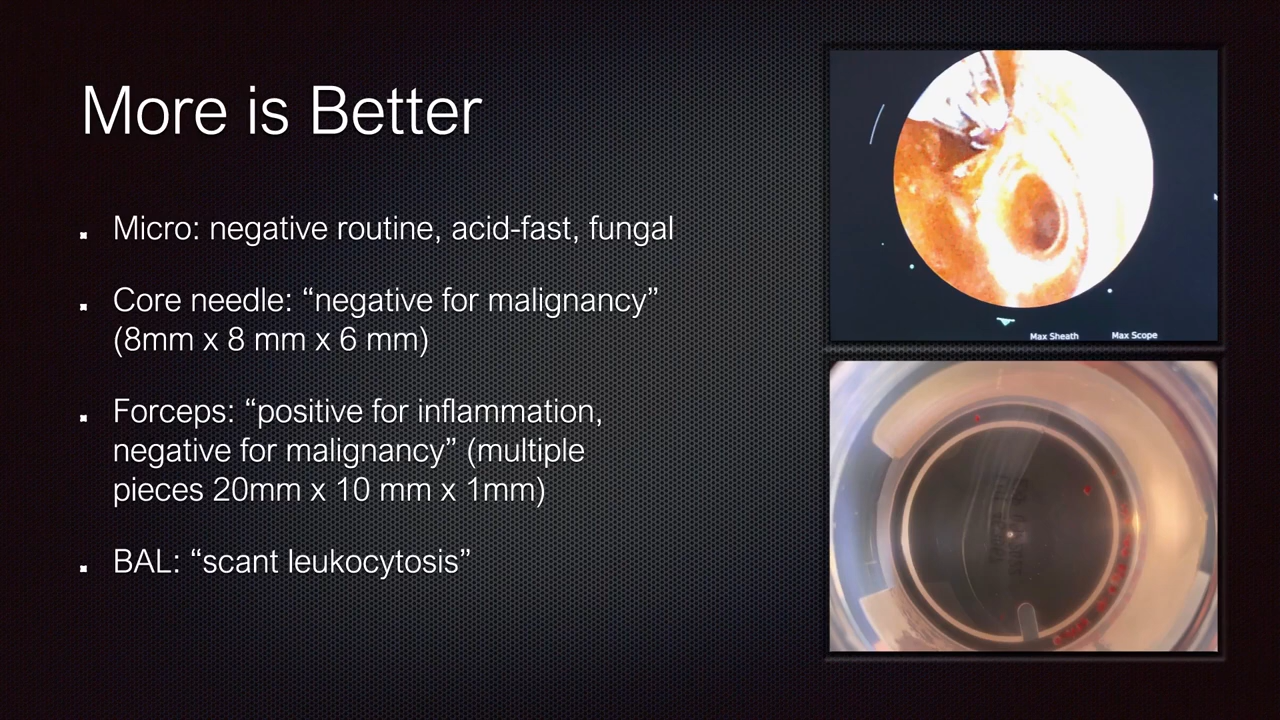 More is Better
Micro: negative routine, acid-fast, fungal
Core needle: “negative for malignancy”
(8mm x 8 mm x 6 mm)
Forceps: “positive for inflammation,
negative for malignancy” (multiple
pieces 20mm x 10 mm x 1mm)
BAL: “scant leukocytosis”
Max Sheath Max Scope